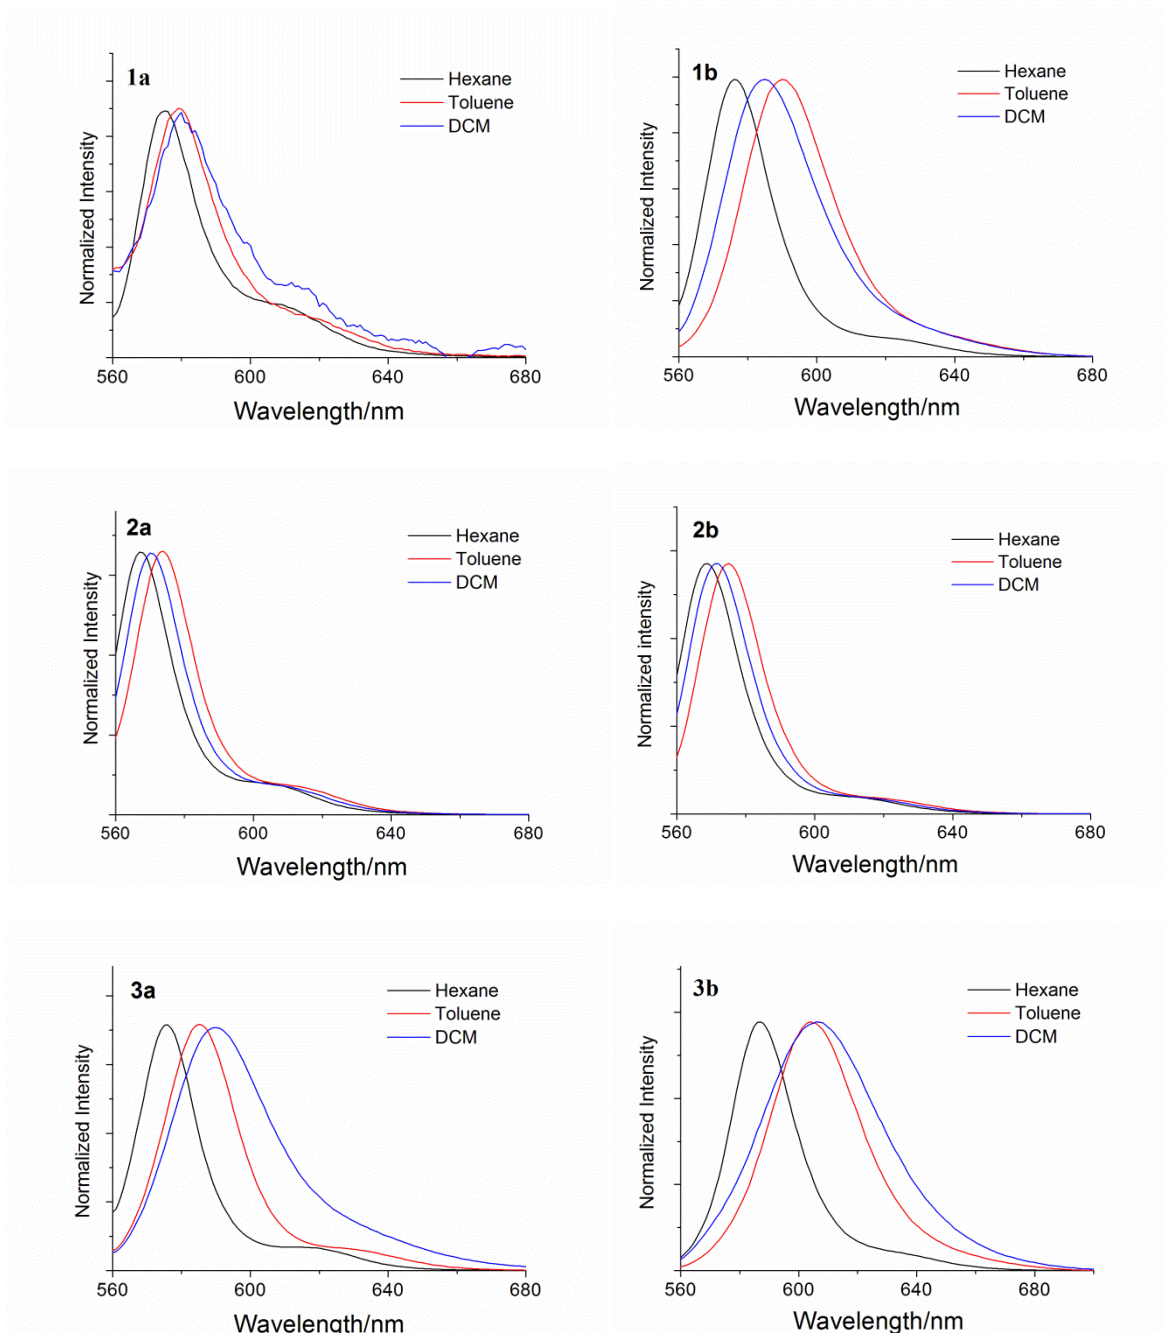 1a
Hexane
Toluene
DCM
Normalized Intensity
560
600
640
680
Wavelength/nm
1b
Hexane
Toluene
DCM
Normalized Intensity
560
600
640
680
Wavelength/nm
2a
Hexane
Toluene
DCM
Normalized Intensity
560
600
640
680
Wavelength/nm
2b
Hexane
Toluene
DCM
Normalized intensity
560
600
640
680
Wavelength/nm
3a
Hexane
Toluene
DCM
Normalized Intensity
560
600
640
680
Wavelength/nm
3b
Hexane
Toluene
DCM
Normalized Intensity
560
600
640
680
Wavelength/nm